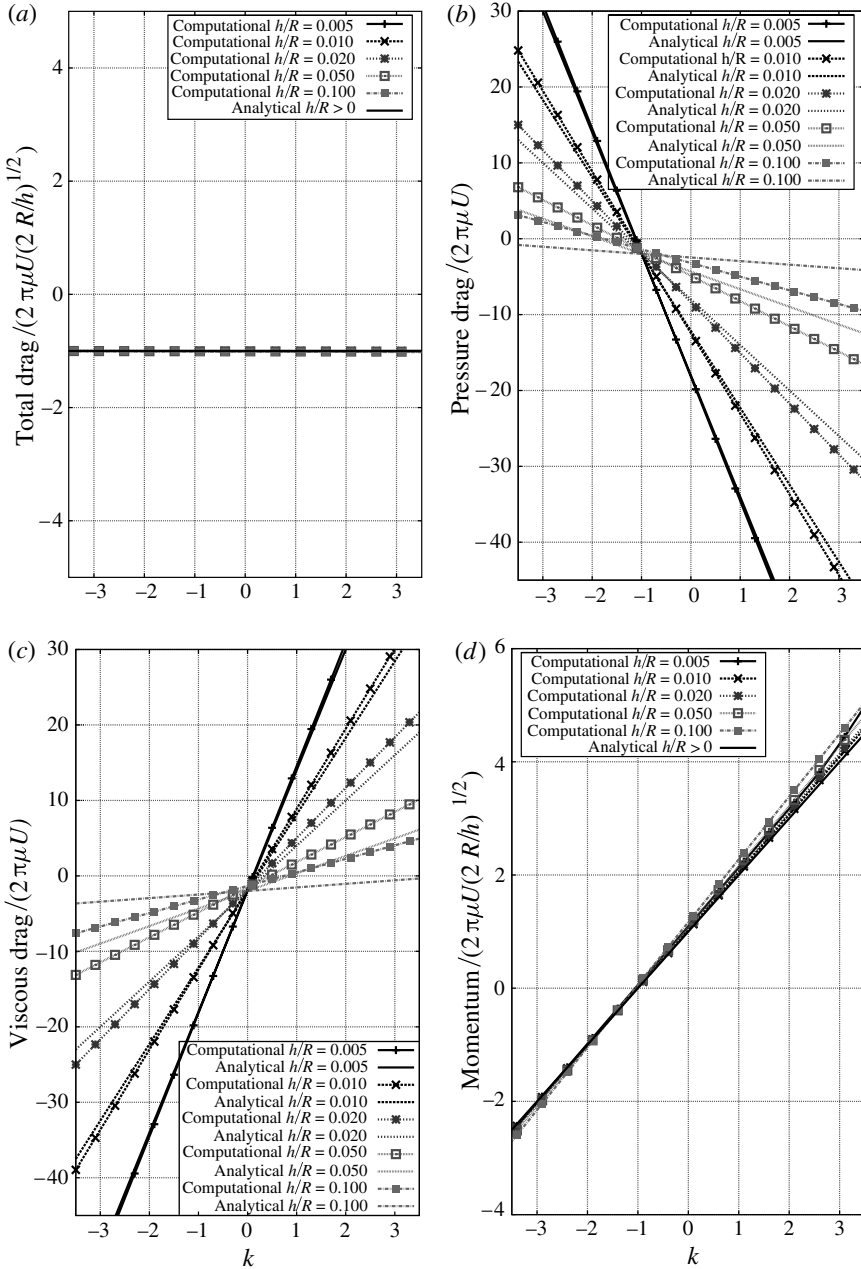 (a)
Computational h/R = 0.005
Computational h/R = 0.010
Computational h/R = 0.020
Computational h/R = 0.050
Computational h/R = 0.100
Analytical h/R > 0
4
2
0
−2
−4
Total drag/(2πμU(2 R/h)^{1/2})
−3 −2 −1 0 1 2 3
(b)
Computational h/R = 0.005
Analytical h/R = 0.005
Computational h/R = 0.010
Analytical h/R = 0.010
Computational h/R = 0.020
Analytical h/R = 0.020
Computational h/R = 0.050
Analytical h/R = 0.050
Computational h/R = 0.100
Analytical h/R = 0.100
30
20
10
0
−10
−20
−30
−40
Pressure drag/(2πμU)
−3 −2 −1 0 1 2 3
(c)
30
20
10
0
−10
−20
−30
−40
Viscous drag/(2πμU)
Computational h/R = 0.005
Analytical h/R = 0.005
Computational h/R = 0.010
Analytical h/R = 0.010
Computational h/R = 0.020
Analytical h/R = 0.020
Computational h/R = 0.050
Analytical h/R = 0.050
Computational h/R = 0.100
Analytical h/R = 0.100
−3 −2 −1 0 1 2 3
k
(d)
Computational h/R = 0.005
Computational h/R = 0.010
Computational h/R = 0.020
Computational h/R = 0.050
Computational h/R = 0.100
Analytical h/R > 0
6
4
2
0
−2
−4
Momentum/(2πμU(2 R/h)^{1/2})
−3 −2 −1 0 1 2 3
k